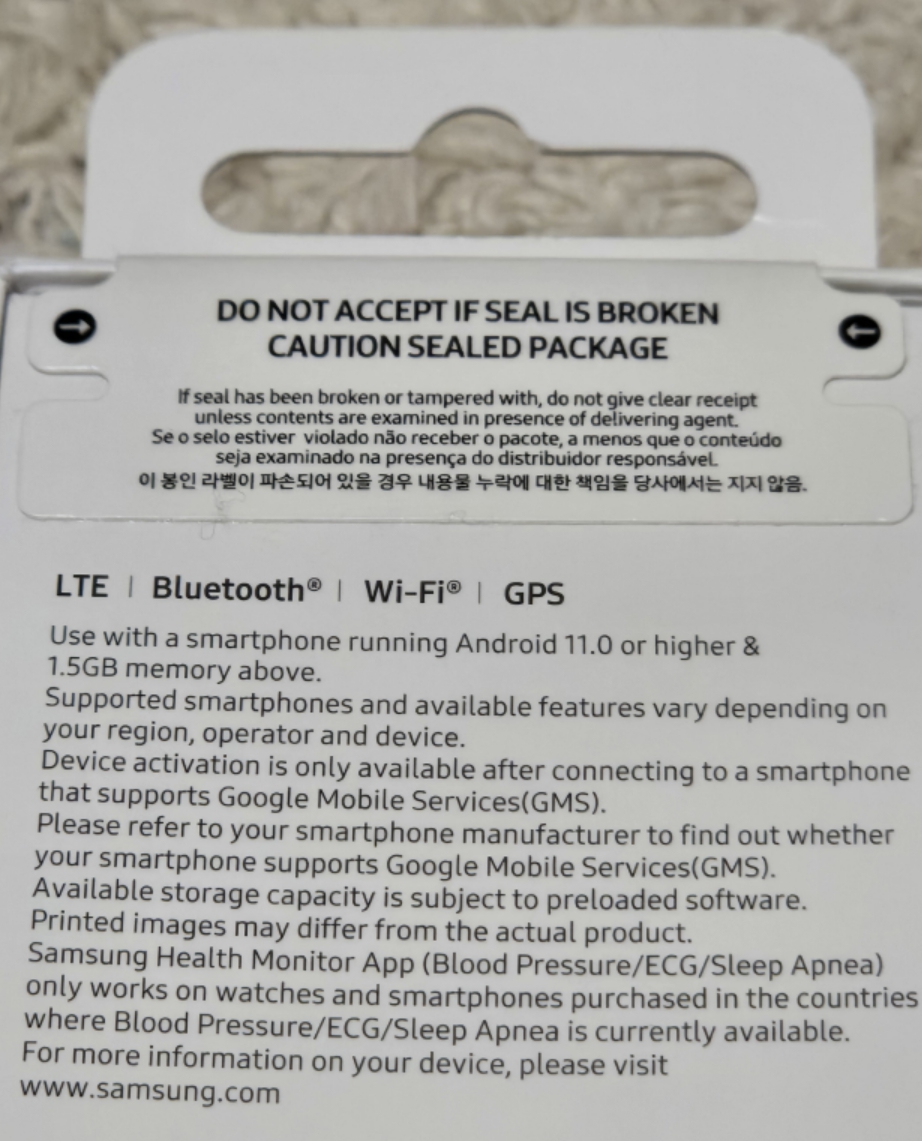 DO NOT ACCEPT IF SEAL IS BROKEN
CAUTION SEALED PACKAGE
If seal has been broken or tampered with, do not give clear receipt
unless contents are examined in presence of delivering agent.
Se o selo estiver violado não receber o pacote, a menos que o conteúdo
seja examinado na presença do distribuidor responsável.
이 봉인 라벨이 파손되어 있을 경우 내용물 누락에 대한 책임을 당사에서는 지지 않음.
LTE | Bluetooth® | Wi-Fi® | GPS
Use with a smartphone running Android 11.0 or higher &
1.5GB memory above.
Supported smartphones and available features vary depending on
your region, operator and device.
Device activation is only available after connecting to a smartphone
that supports Google Mobile Services(GMS).
Please refer to your smartphone manufacturer to find out whether
your smartphone supports Google Mobile Services(GMS).
Available storage capacity is subject to preloaded software.
Printed images may differ from the actual product.
Samsung Health Monitor App (Blood Pressure/ECG/Sleep Apnea)
only works on watches and smartphones purchased in the countries
where Blood Pressure/ECG/Sleep Apnea is currently available.
For more information on your device, please visit
www.samsung.com